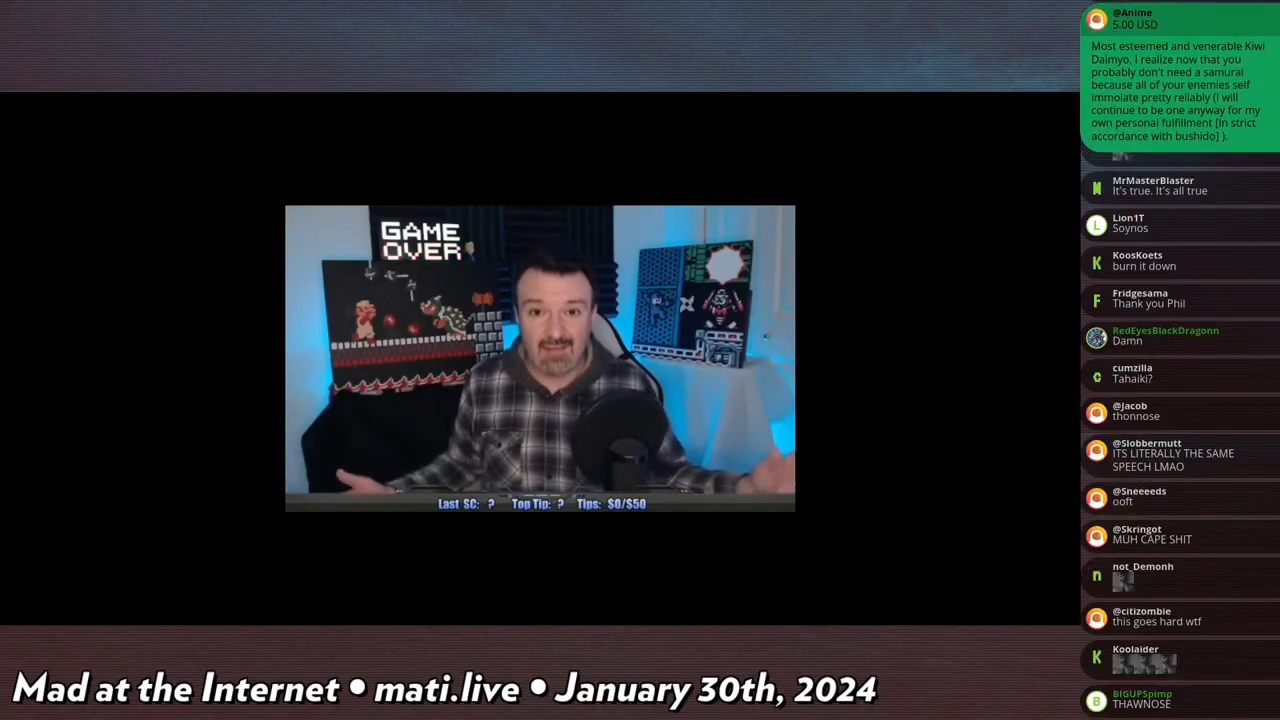 @Anime
5.00 USD
Most esteemed and venerable Kiwi
Daimyo, I realize now that you
probably don't need a samurai
because all of your enemies self
immolate pretty reliably (I will
continue to be one anyway for my
own personal fulfillment [In strict
accordance with bushido] ).
MrMasterBlaster
It's true. It's all true
L
Lion1T
Soynos
K
KoosKoets
burn it down
F
Fridgesama
Thank you Phil
RedEyesBlackDragonn
Damn
c
cumzilla
Tahaiki?
@Jacob
thonnose
@Slobbermutt
ITS LITERALLY THE SAME
SPEECH LMAO
@Sneeeds
ooft
@Skringot
MUH CAPE SHIT
n
not_Demonh
@citizombie
this goes hard wtf
K
Koolaider
B
BIGUPSpimp
THAWNOSE
GAME
OVER
Last SC: ? Top Tip: ? Tips: $0/$50
Mad at the Internet • mati.live • January 30th, 2024